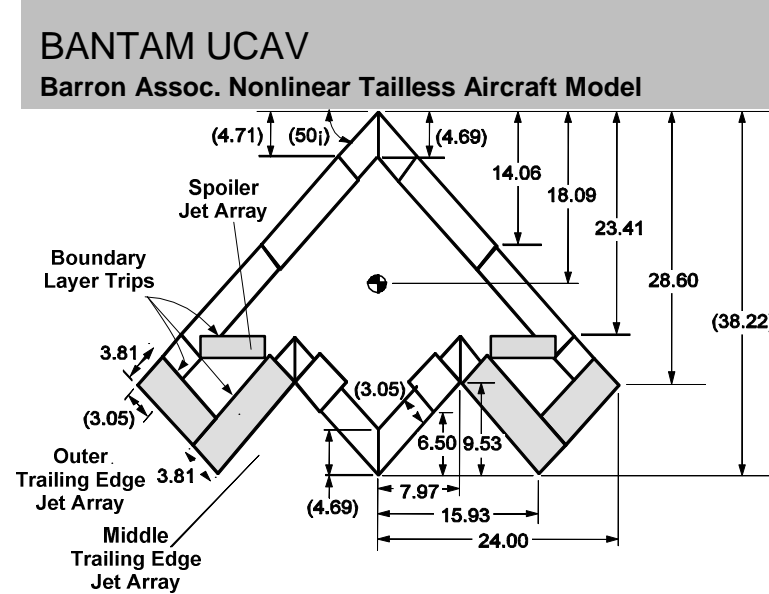 BANTAM UCAV
Barron Assoc. Nonlinear Tailless Aircraft Model
(4.71)
(50¡)
(4.69)
14.06
18.09
23.41
28.60
(38.22)
Spoiler
Jet Array
Boundary
Layer Trips
3.81
(3.05)
(3.05)
6.50
9.53
Outer
Trailing Edge
Jet Array
3.81
(4.69)
7.97
15.93
24.00
Middle
Trailing Edge
Jet Array